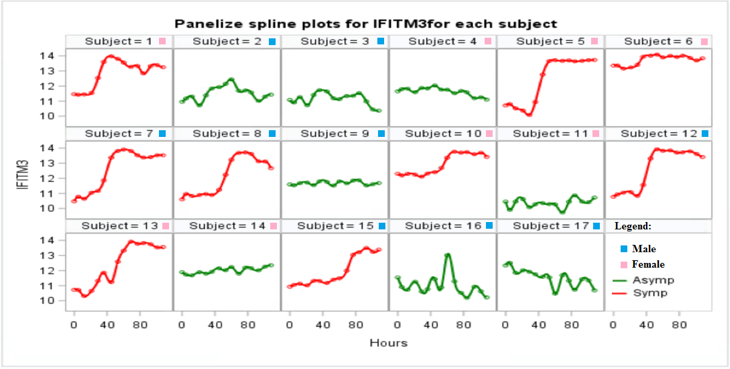 Panelize spline plots for IFITM3for each subject
Subject = 1 Subject = 2 Subject = 3 Subject = 4 Subject = 5 Subject = 6
14
13
12
11
10
Subject = 7 Subject = 8 Subject = 9 Subject = 10 Subject = 11 Subject = 12
14
13
12
11
10
IFITM3
Subject = 13 Subject = 14 Subject = 15 Subject = 16 Subject = 17 Legend:
14
13
12
11
10
Male
Female
Asymp
Symp
0 40 80 0 40 80 0 40 80 0 40 80 0 40 80 0 40 80
Hours